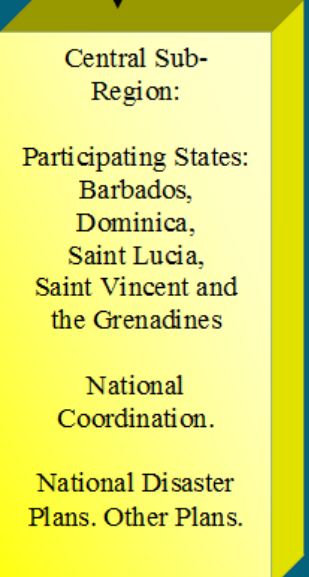 Central Sub-
Region:
Participating States:
Barbados,
Dominica,
Saint Lucia,
Saint Vincent and
the Grenadines
National
Coordination.
National Disaster
Plans. Other Plans.